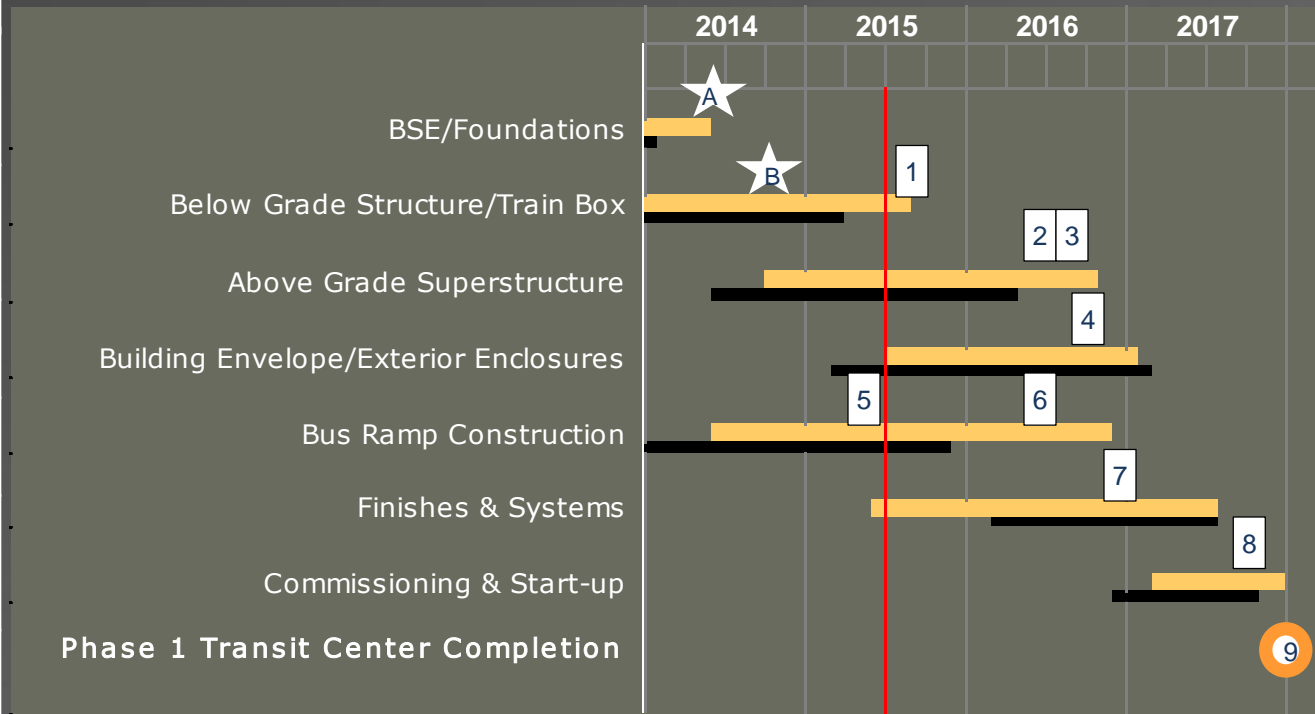 2014 2015 2016 2017
A
BSE/Foundations
B 1
Below Grade Structure/Train Box
2 3
Above Grade Superstructure
4
Building Envelope/Exterior Enclosures
5 6
Bus Ramp Construction
7
Finishes & Systems
8
Commissioning & Start-up
Phase 1 Transit Center Completion 9